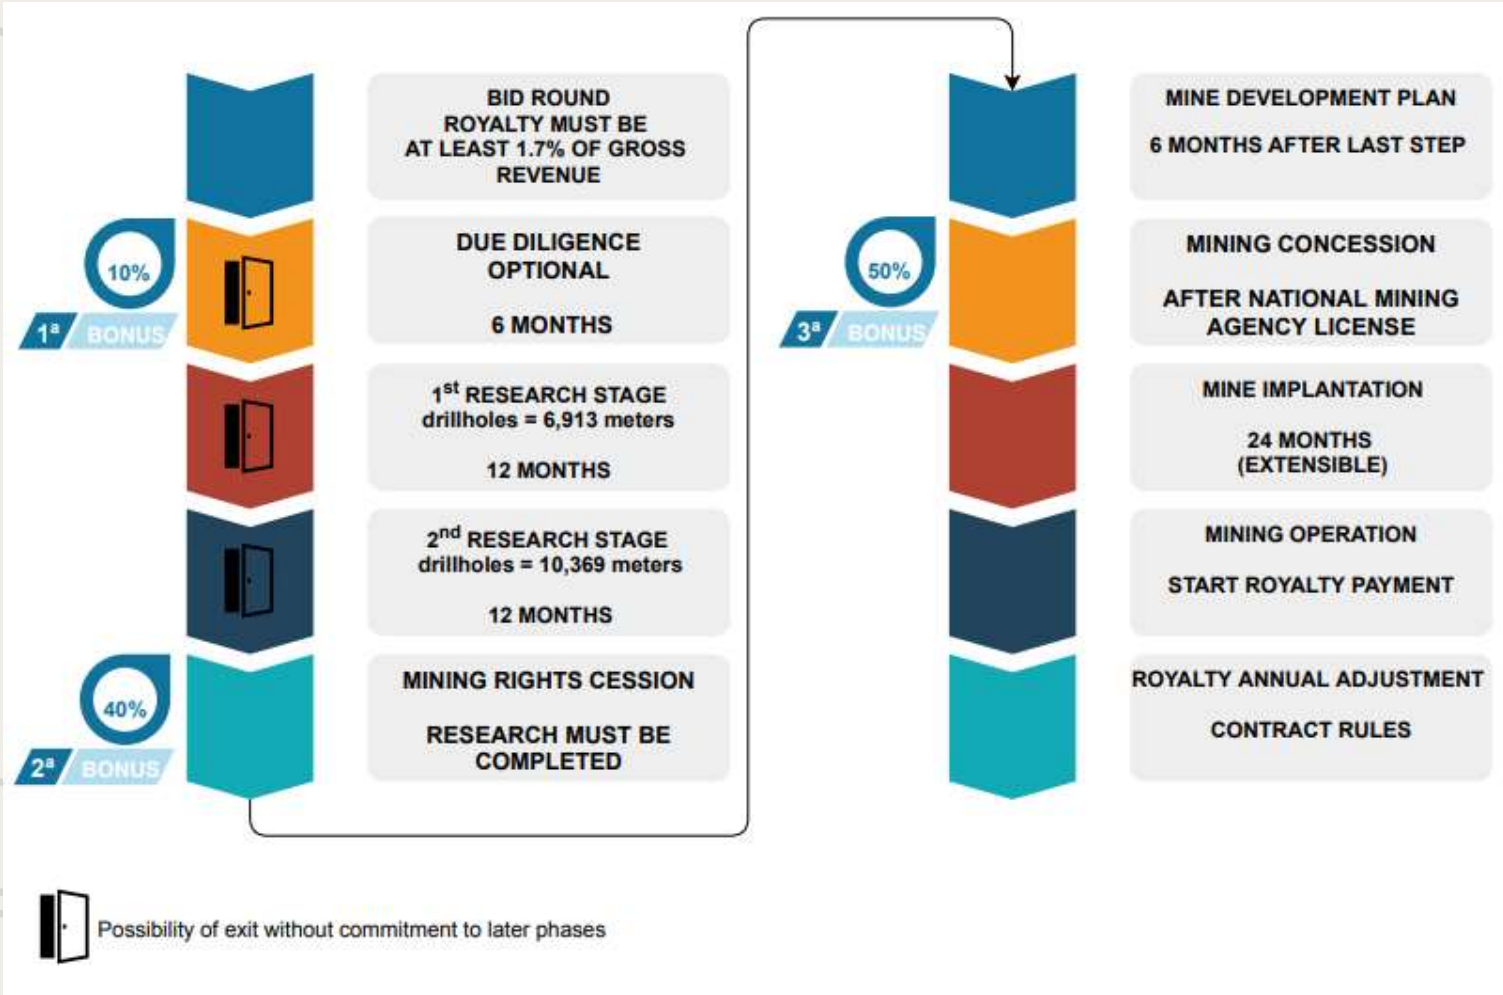 BID ROUND
ROYALTY MUST BE
AT LEAST 1.7% OF GROSS
REVENUE
10%
1ª BONUS
DUE DILIGENCE
OPTIONAL
6 MONTHS
1st RESEARCH STAGE
drillholes = 6,913 meters
12 MONTHS
2nd RESEARCH STAGE
drillholes = 10,369 meters
12 MONTHS
40%
2ª BONUS
MINING RIGHTS CESSION
RESEARCH MUST BE
COMPLETED
MINE DEVELOPMENT PLAN
6 MONTHS AFTER LAST STEP
50%
3ª BONUS
MINING CONCESSION
AFTER NATIONAL MINING
AGENCY LICENSE
MINE IMPLANTATION
24 MONTHS
(EXTENSIBLE)
MINING OPERATION
START ROYALTY PAYMENT
ROYALTY ANNUAL ADJUSTMENT
CONTRACT RULES
Possibility of exit without commitment to later phases